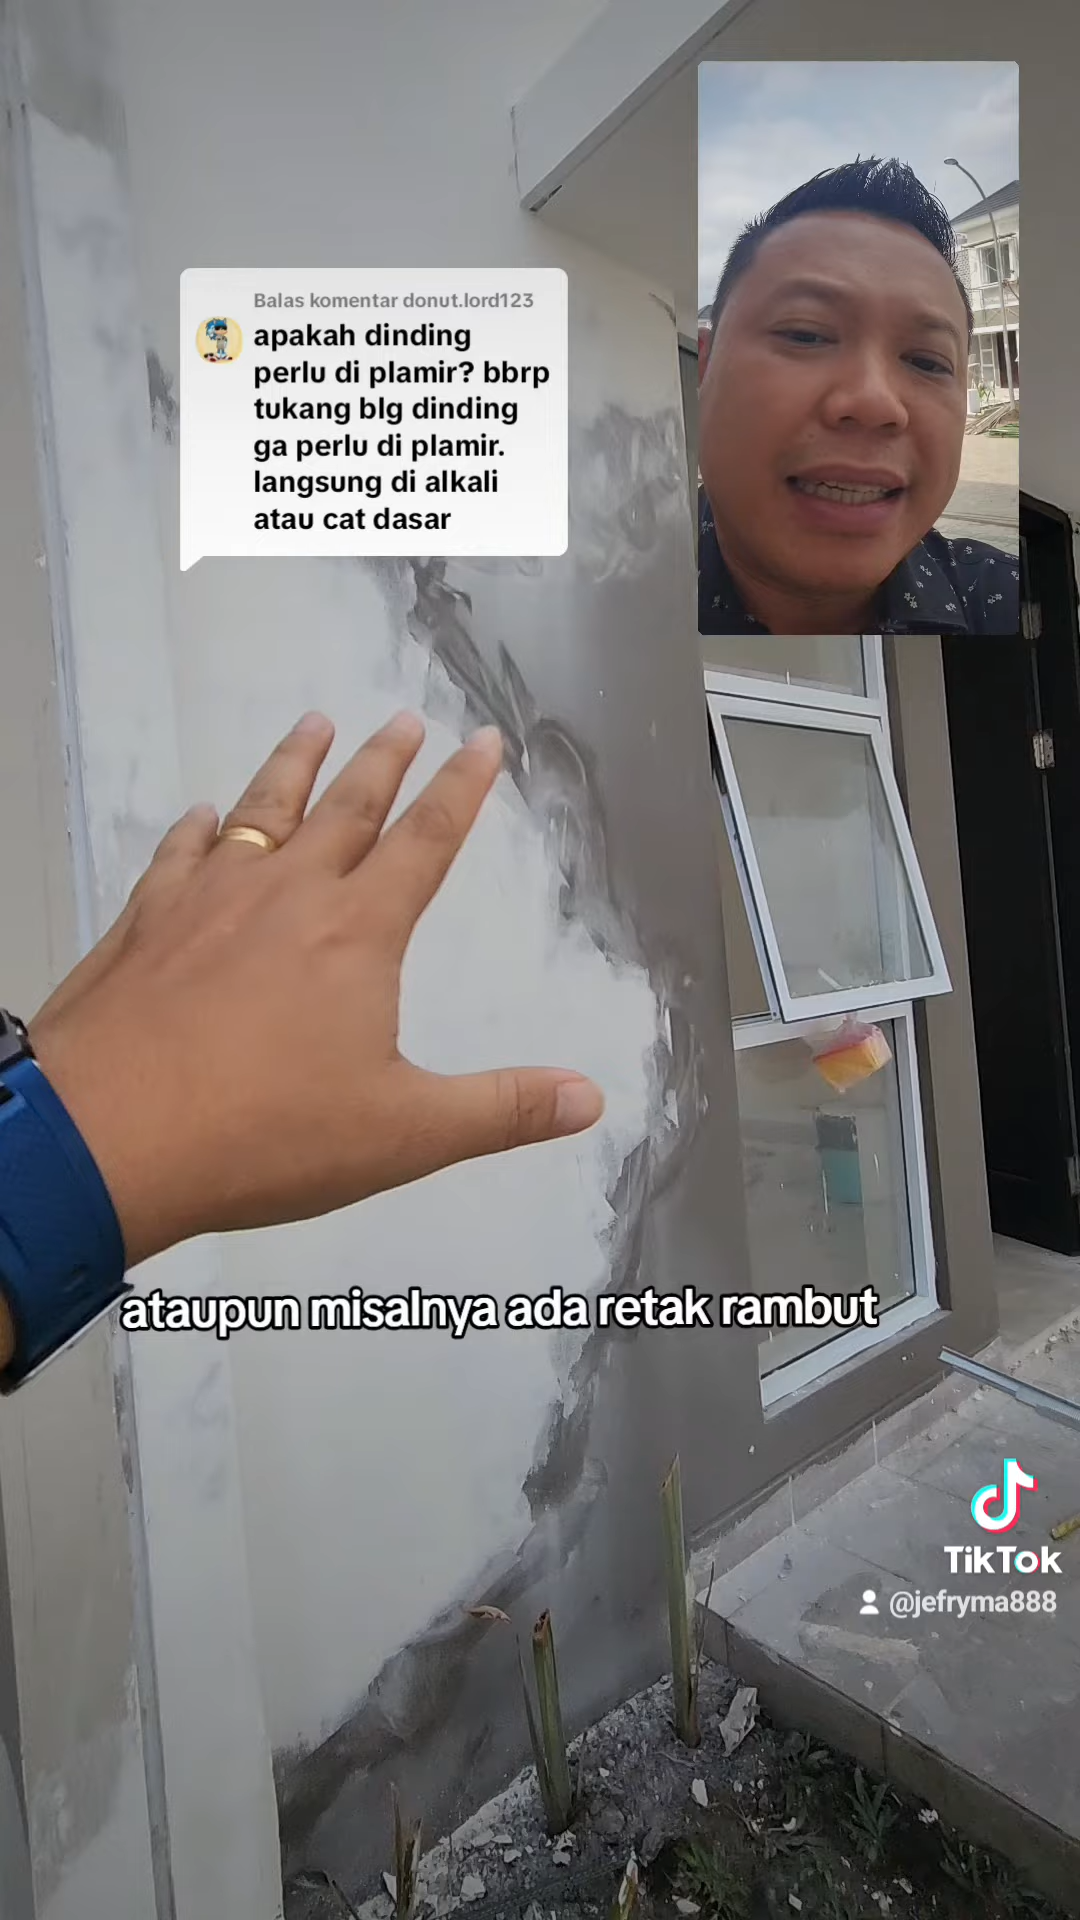 Balas komentar donut.lord123
apakah dinding
perlu di plamir? bbrp
tukang blg dinding
ga perlu di plamir.
langsung di alkali
atau cat dasar
ataupun misalnya ada retak rambut
TikTok
@jefryma888